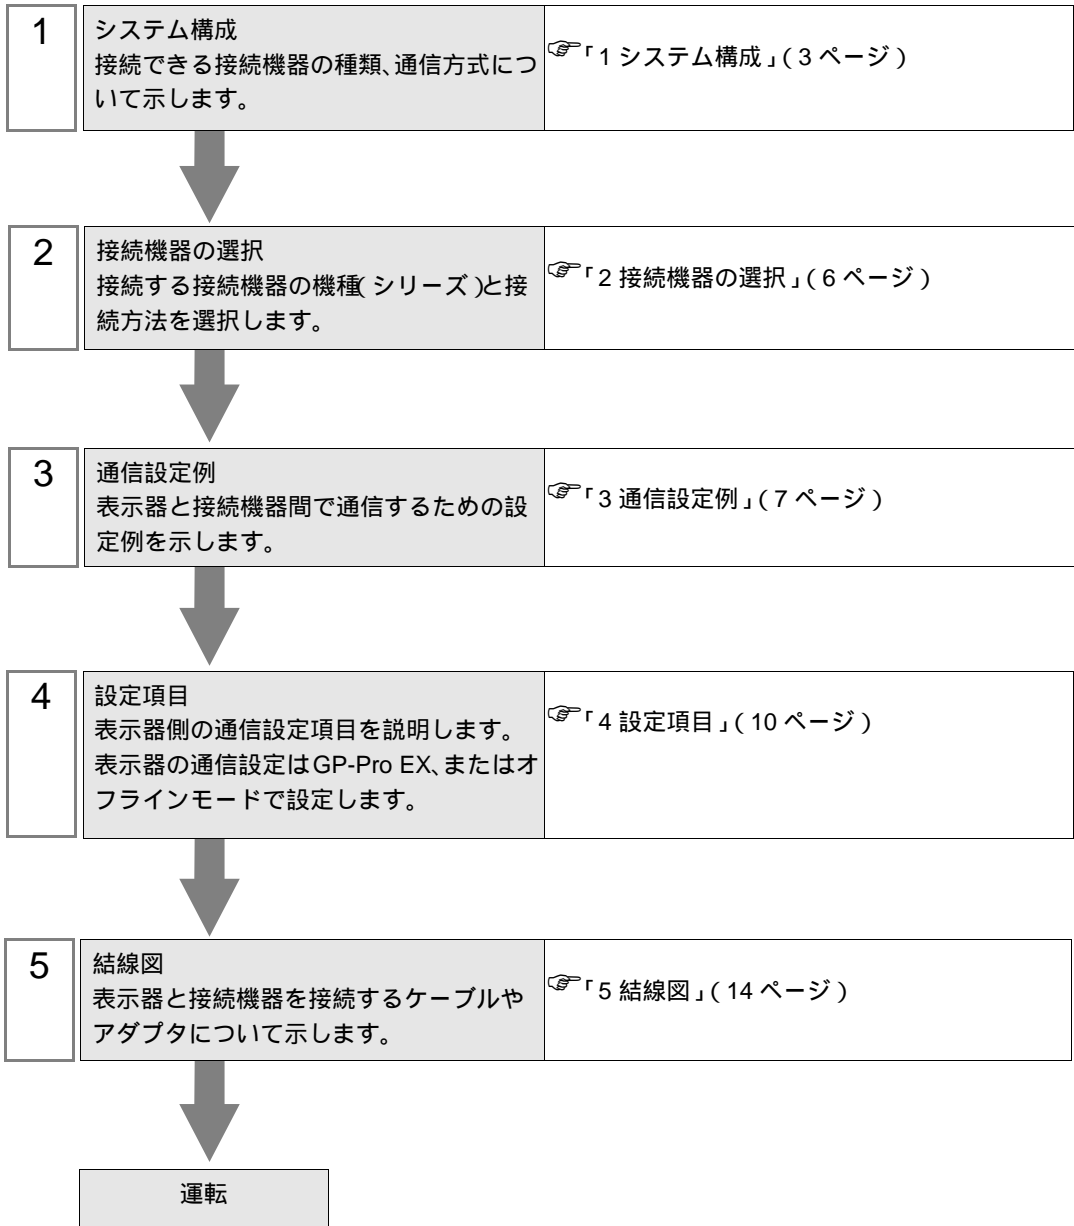 1
システム構成
接続できる接続機器の種類、通信方式につ
いて示します。
☞「1 システム構成」(3 ページ)
2
接続機器の選択
接続する接続機器の機種(シリーズ)と接
続方法を選択します。
☞「2 接続機器の選択」(6 ページ)
3
通信設定例
表示器と接続機器間で通信するための設
定例を示します。
☞「3 通信設定例」(7 ページ)
4
設定項目
表示器側の通信設定項目を説明します。
表示器の通信設定はGP-Pro EX、またはオ
フラインモードで設定します。
☞「4 設定項目」(10 ページ)
5
結線図
表示器と接続機器を接続するケーブルや
アダプタについて示します。
☞「5 結線図」(14 ページ)
運転